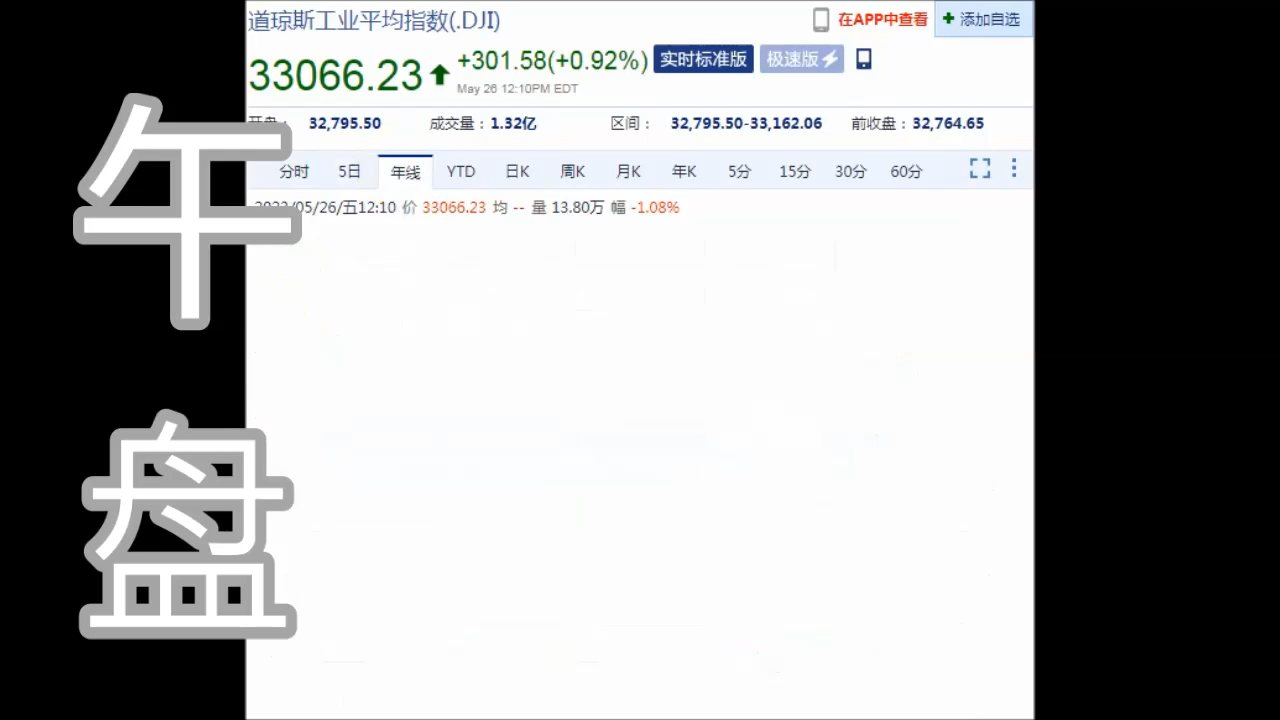 道琼斯工业平均指数(.DJI)
在APP中查看
添加自选
33066.23
+301.58(+0.92%)
实时标准版
极速版
May 26 12:10PM EDT
开盘: 32,795.50 成交量: 1.32亿 区间: 32,795.50-33,162.06 前收盘: 32,764.65
分时 5日 年线 YTD 日K 周K 月K 年K 5分 15分 30分 60分
2023/05/26/五12:10 价 33066.23 均 -- 量 13.80万 幅 -1.08%
午
盘